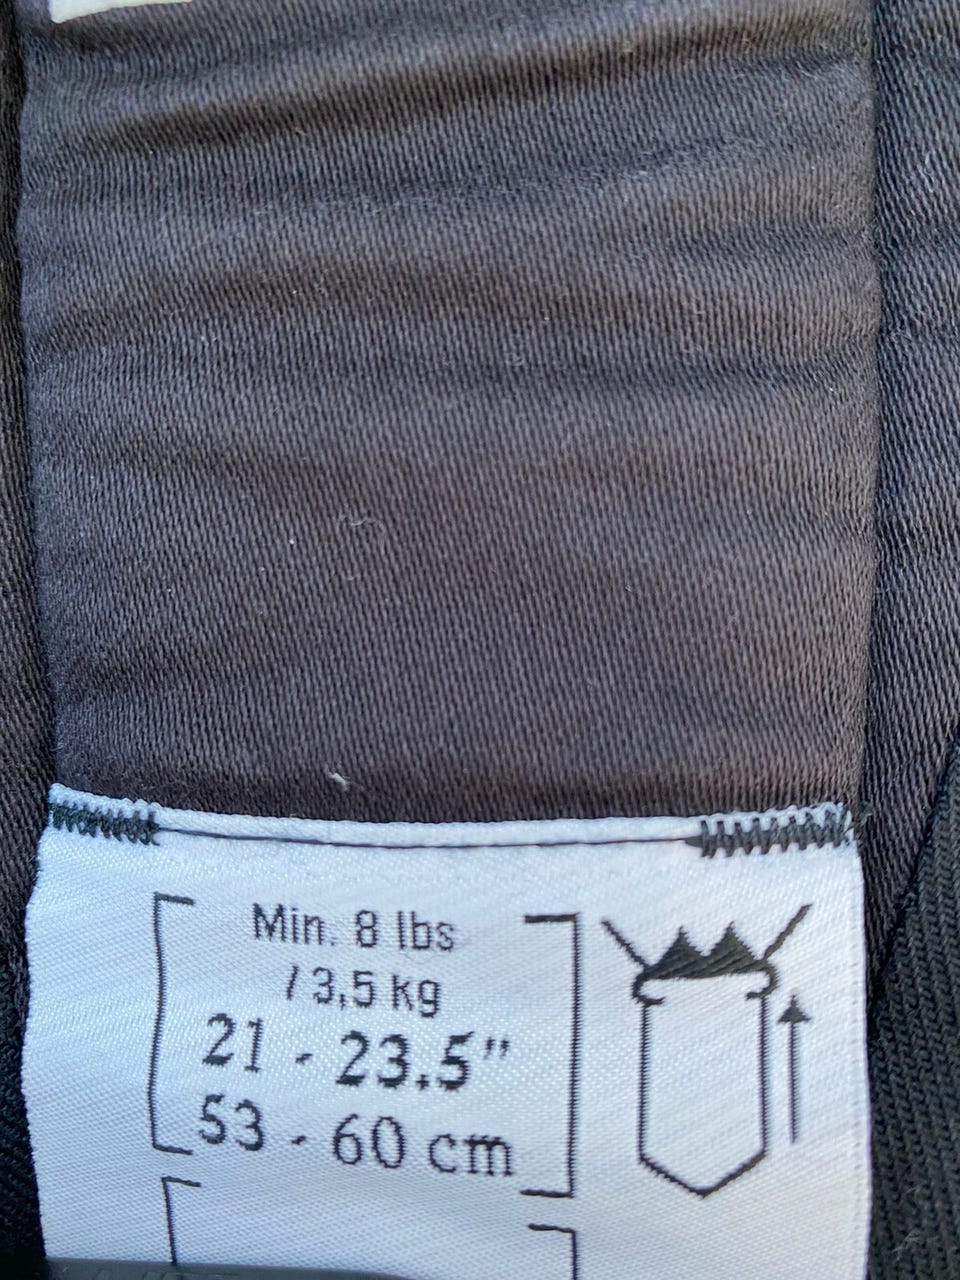 Min. 8 lbs
/ 3,5 kg
21 - 23.5"
53 - 60 cm